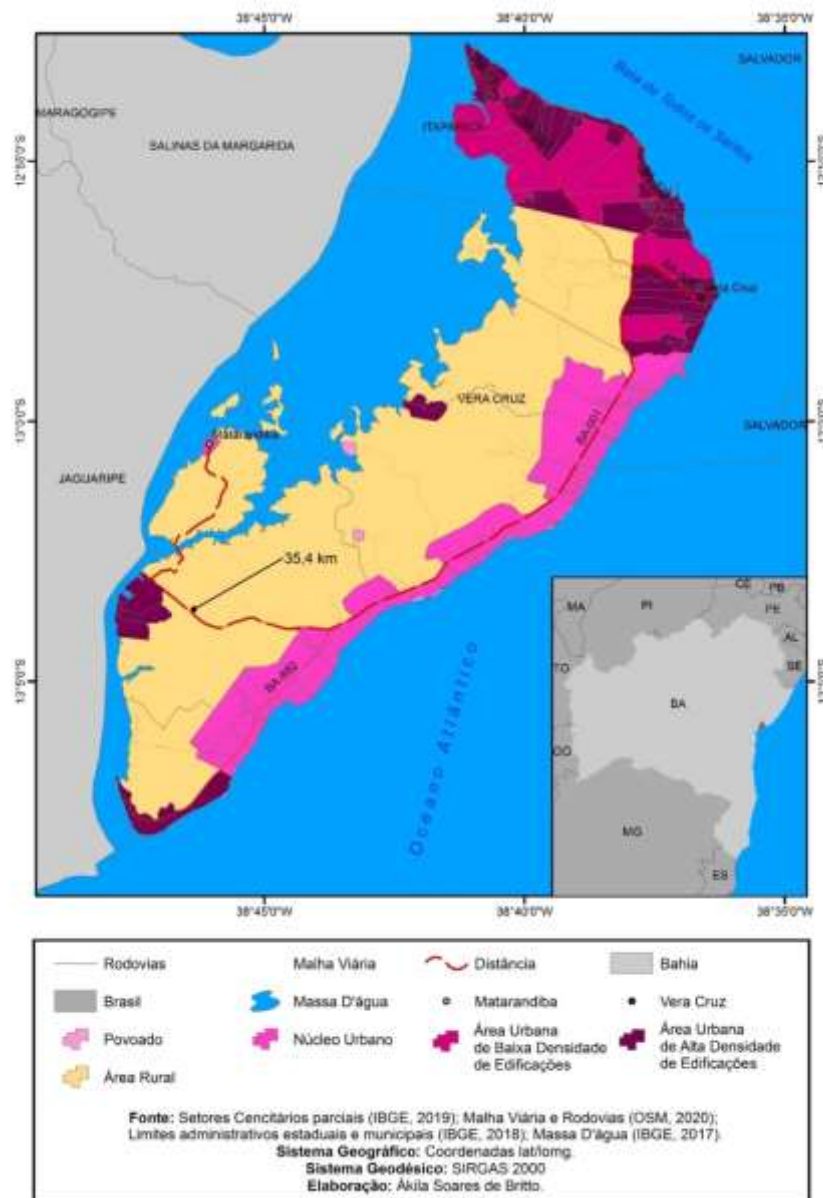 38°45'0"W
38°40'0"W
38°35'0"W
SALVADOR
Baía de Todos os Santos
MARAGOGIPE
ITAPARICA
SALINAS DA MARGARIDA
Vera Cruz
VERA CRUZ
BA-001
SALVADOR
Matarandiba
JAGUARIPE
35,4 km
BA-882
Oceano Atlântico
CE
PB
MA
PI
PE
AL
TO
SE
BA
GO
MG
ES
13°0'0"S
13°5'0"S
38°45'0"W
38°40'0"W
38°35'0"W
Rodovias
Malha Viária
Distância
Bahia
Brasil
Massa D'água
Matarandiba
Vera Cruz
Povoado
Núcleo Urbano
Área Urbana
de Baixa Densidade
de Edificações
Área Urbana
de Alta Densidade
de Edificações
Área Rural
Fonte: Setores Cencitários parciais (IBGE, 2019); Malha Viária e Rodovias (OSM, 2020);
Limites administrativos estaduais e municipais (IBGE, 2018); Massa D'água (IBGE, 2017).
Sistema Geográfico: Coordenadas lat/lomg.
Sistema Geodésico: SIRGAS 2000
Elaboração: Ákila Soares de Britto.